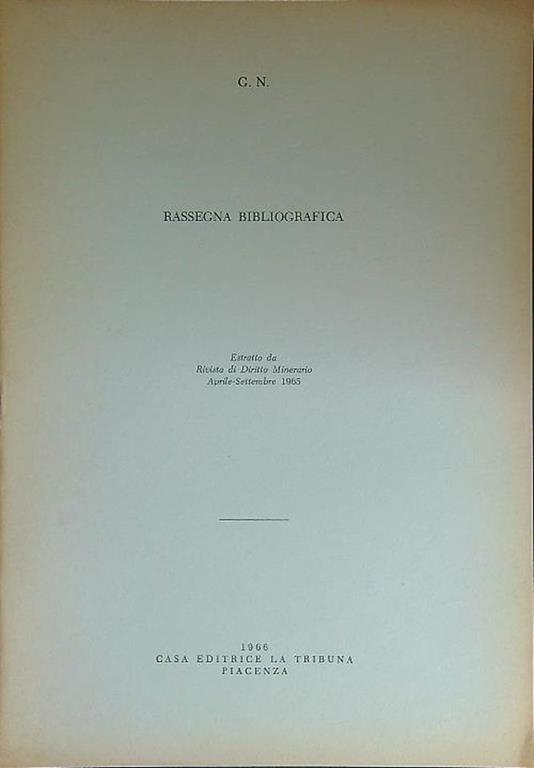 G. N.
RASSEGNA BIBLIOGRAFICA
Estratto da
Rivista di Diritto Minerario
Aprile-Settembre 1965
1966
CASA EDITRICE LA TRIBUNA
PIACENZA